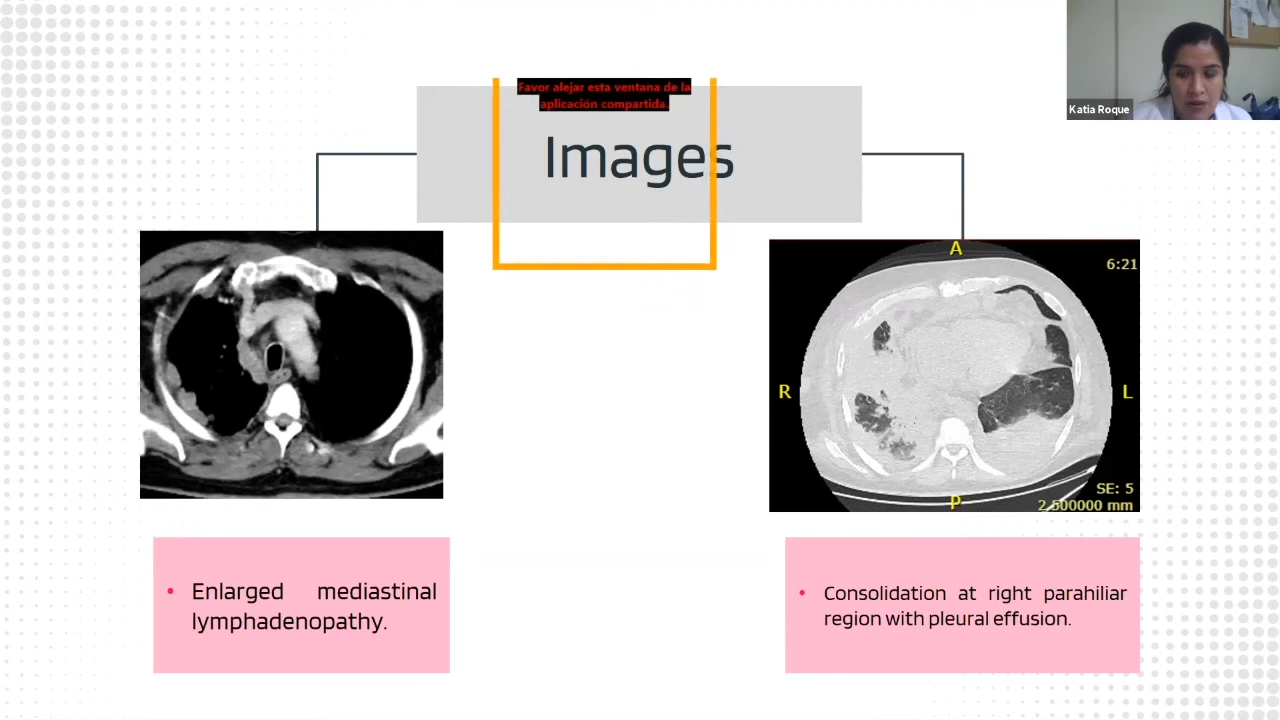 Katia Roque
Favor alejar esta ventana de la
aplicación compartida.
Images
A
6:21
R
L
SE: 5
P
2.500000 mm
• Enlarged mediastinal
lymphadenopathy.
• Consolidation at right parahiliar
region with pleural effusion.